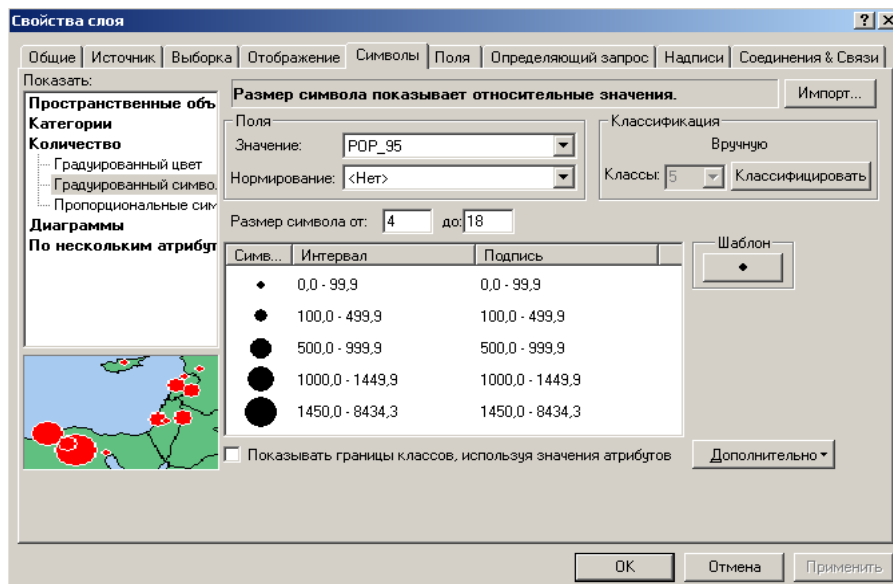 Свойства слоя
Общие Источник Выборка Отображение Символы Поля Определяющий запрос Надписи Соединения & Связи
Показать:
Пространственные объ
Категории
Количество
Градуированный цвет
Градуированный симво.
Пропорциональные сим
Диаграммы
По нескольким атрибут
Размер символа показывает относительные значения.
Импорт...
Поля
Значение: POP_95
Нормирование: <Нет>
Классификация
Вручную
Классы: 5 Классифицировать
Размер символа от: 4 до: 18
Симв... Интервал Подпись
0,0 - 99,9 0,0 - 99,9
100,0 - 499,9 100,0 - 499,9
500,0 - 999,9 500,0 - 999,9
1000,0 - 1449,9 1000,0 - 1449,9
1450,0 - 8434,3 1450,0 - 8434,3
Шаблон
Показывать границы классов, используя значения атрибутов
Дополнительно
OK Отмена Применить